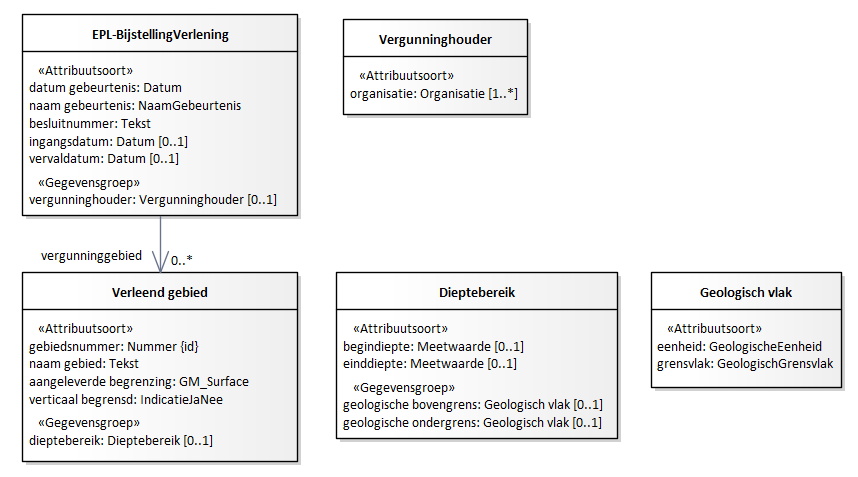 EPL-BijstellingVerlening
«Attribuutsoort»
datum gebeurtenis: Datum
naam gebeurtenis: NaamGebeurtenis
besluitnummer: Tekst
ingangsdatum: Datum [0..1]
vervaldatum: Datum [0..1]
«Gegevensgroep»
vergunninghouder: Vergunninghouder [0..1]
Vergunninghouder
«Attribuutsoort»
organisatie: Organisatie [1..*]
vergunninggebied
0..*
Verleend gebied
«Attribuutsoort»
gebiedsnummer: Nummer {id}
naam gebied: Tekst
aangeleverde begrenzing: GM_Surface
verticaal begrensd: IndicatieJaNee
«Gegevensgroep»
dieptebereik: Dieptebereik [0..1]
Dieptebereik
«Attribuutsoort»
begindiepte: Meetwaarde [0..1]
einddiepte: Meetwaarde [0..1]
«Gegevensgroep»
geologische bovengrens: Geologisch vlak [0..1]
geologische ondergrens: Geologisch vlak [0..1]
Geologisch vlak
«Attribuutsoort»
eenheid: GeologischeEenheid
grensvlak: GeologischGrensvlak